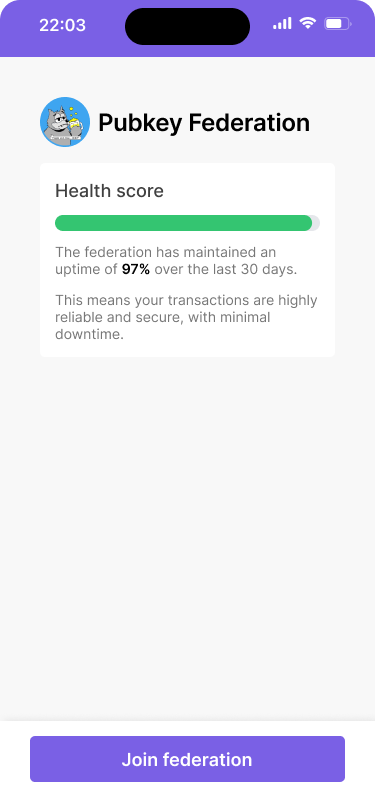 22:03
Pubkey Federation
Health score
The federation has maintained an
uptime of 97% over the last 30 days.
This means your transactions are highly
reliable and secure, with minimal
downtime.
Join federation